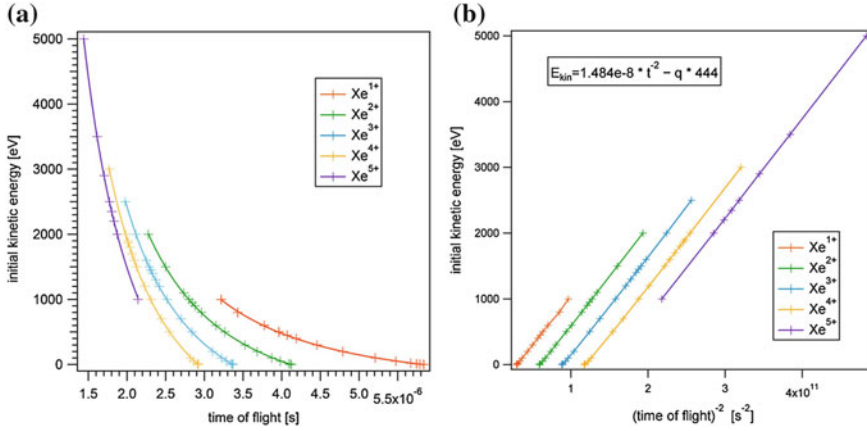 (a)
5000
4000
3000
2000
1000
0
initial kinetic energy [eV]
Xe1+
Xe2+
Xe3+
Xe4+
Xe5+
1.5 2.0 2.5 3.0 3.5 4.0 4.5 5.0 5.5x10-6
time of flight [s]
(b)
5000
4000
3000
2000
1000
0
initial kinetic energy [eV]
Ekin=1.484e-8 * t-2 − q * 444
Xe1+
Xe2+
Xe3+
Xe4+
Xe5+
1 2 3 4x1011
(time of flight)-2 [s-2]